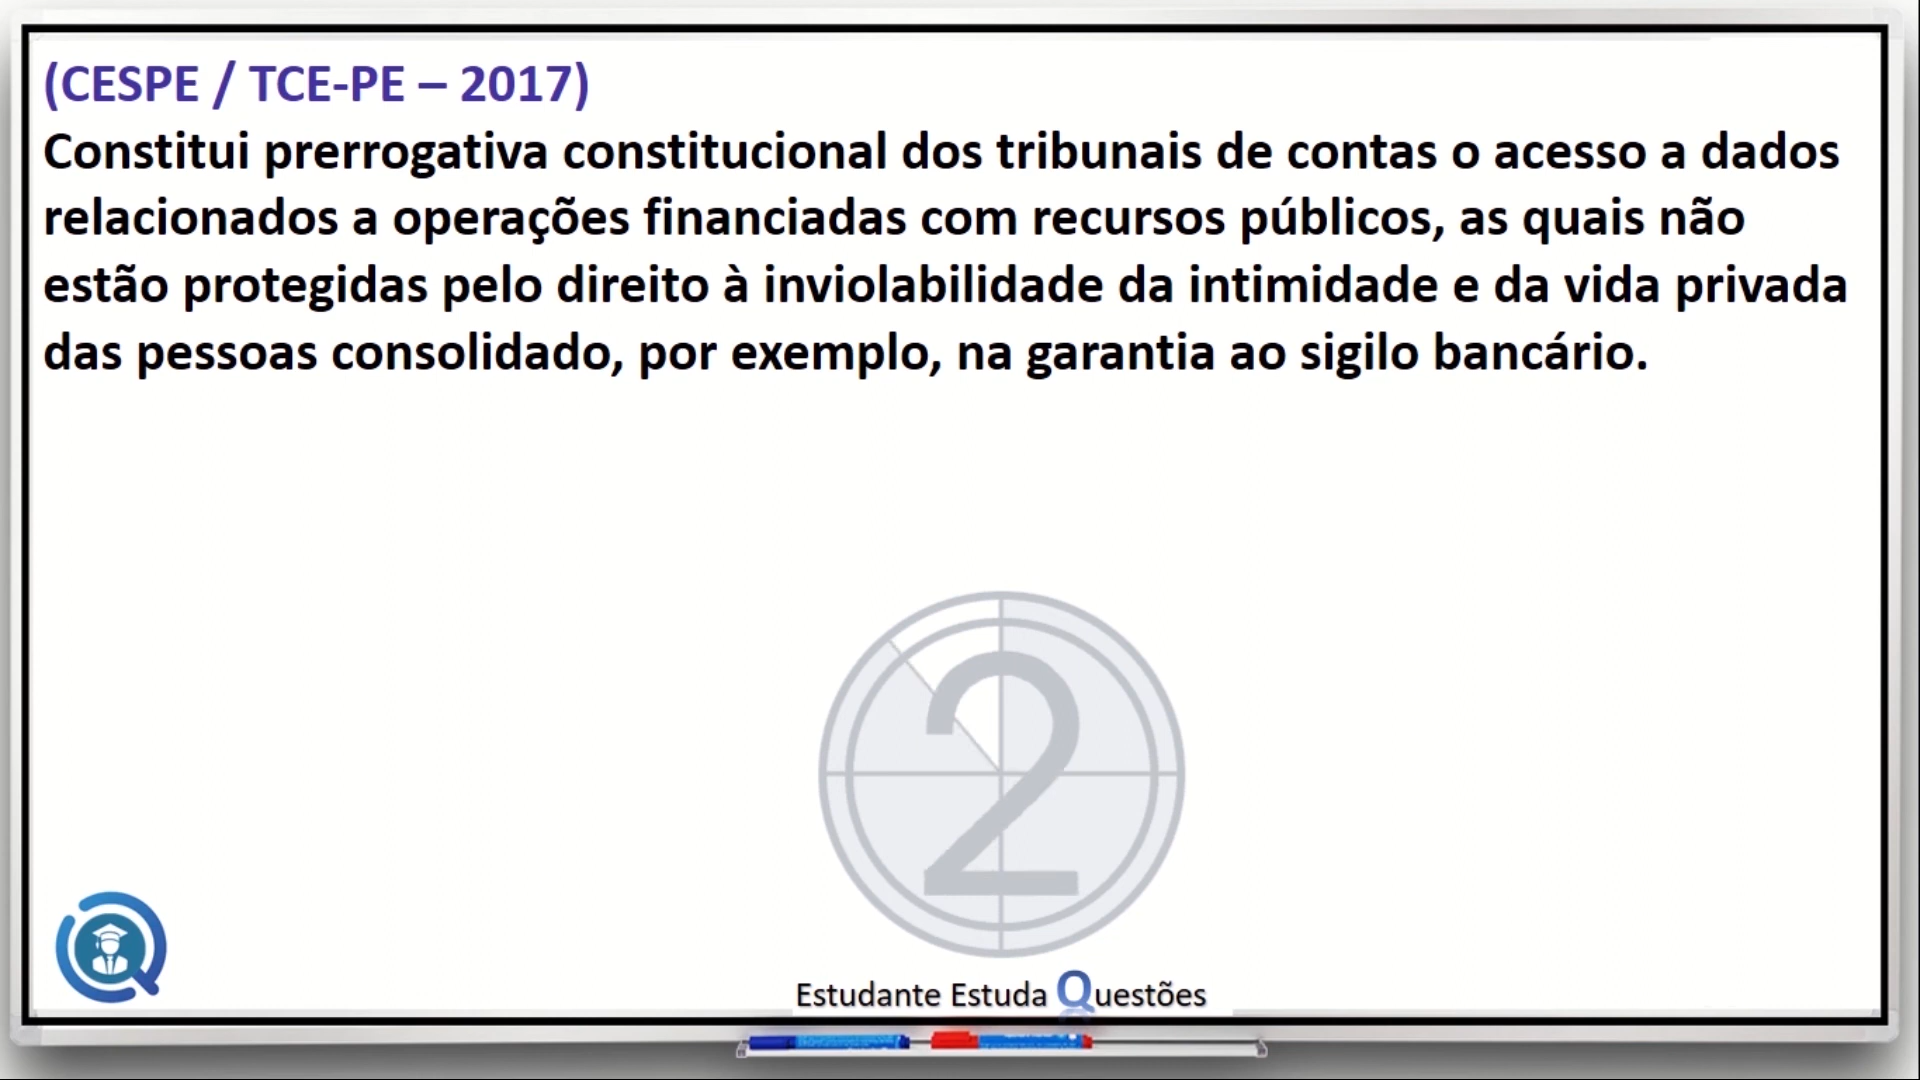 (CESPE / TCE-PE – 2017)
Constitui prerrogativa constitucional dos tribunais de contas o acesso a dados
relacionados a operações financiadas com recursos públicos, as quais não
estão protegidas pelo direito à inviolabilidade da intimidade e da vida privada
das pessoas consolidado, por exemplo, na garantia ao sigilo bancário.
2
Estudante Estuda Questões